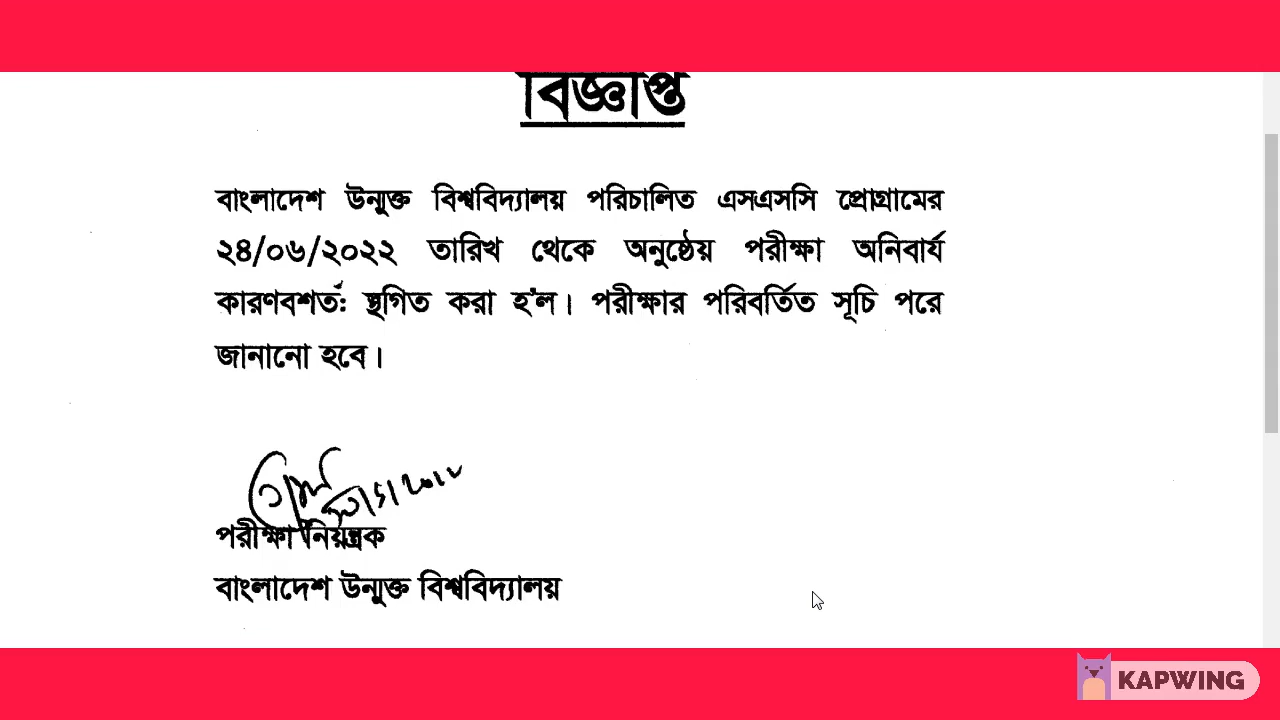 বিজ্ঞপ্তি
বাংলাদেশ উন্মুক্ত বিশ্ববিদ্যালয় পরিচালিত এসএসসি প্রোগ্রামের
২৪/০৬/২০২২ তারিখ থেকে অনুষ্ঠেয় পরীক্ষা অনিবার্য
কারণবশর্ত: স্থগিত করা হ'ল। পরীক্ষার পরিবর্তিত সূচি পরে
জানানো হবে।
পরীক্ষা নিয়ন্ত্রক
বাংলাদেশ উন্মুক্ত বিশ্ববিদ্যালয়
KAPWING